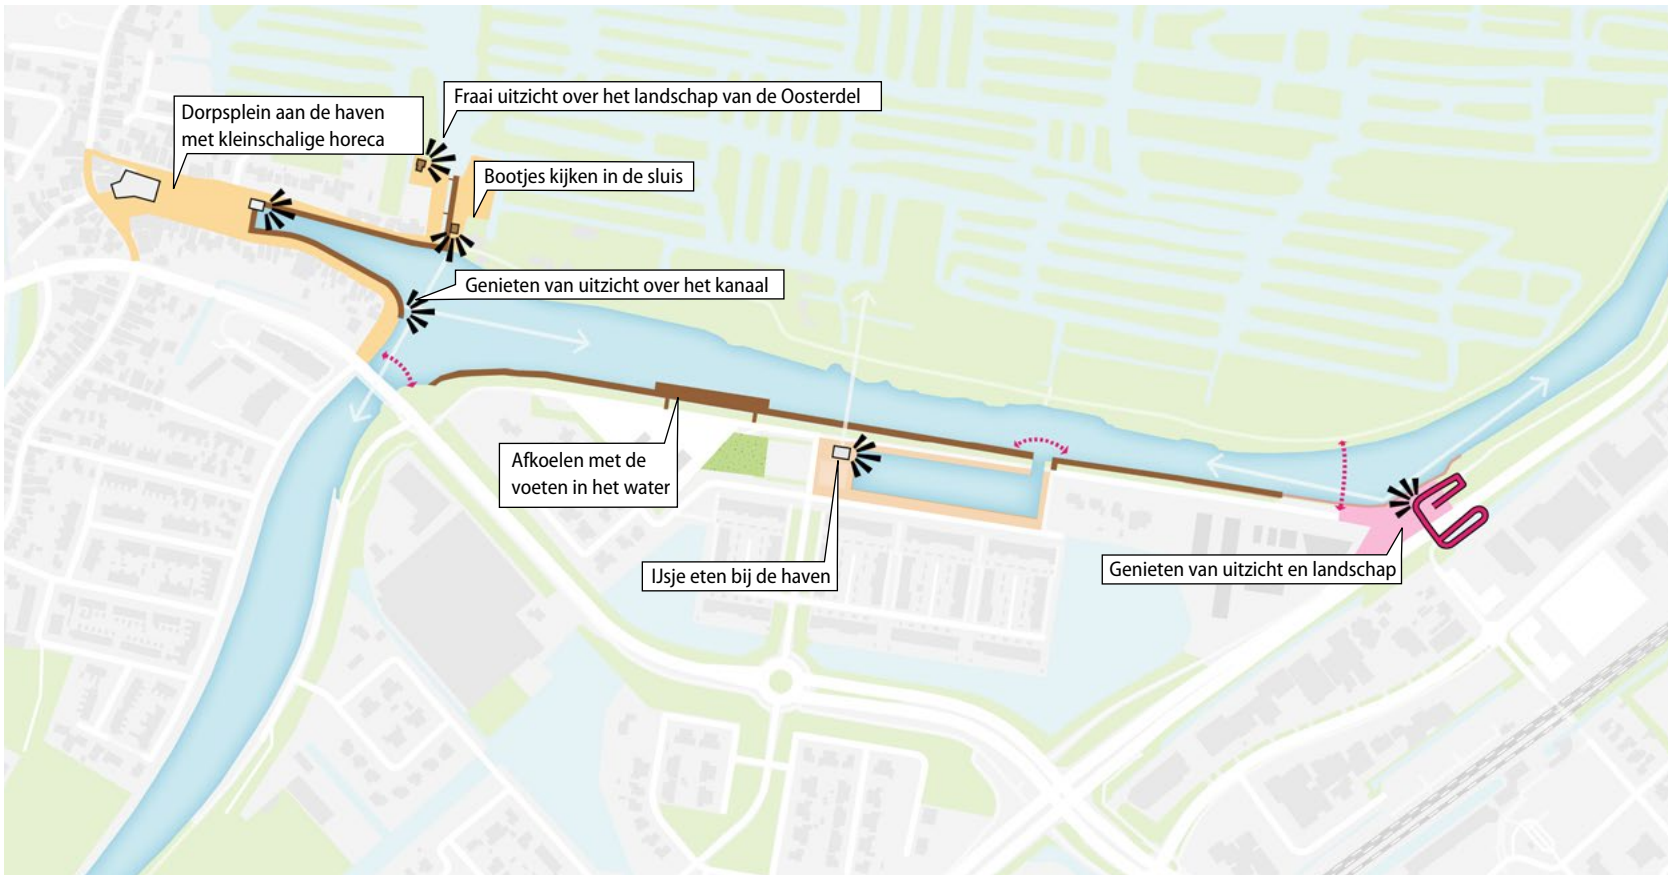 Fraai uitzicht over het landschap van de Oosterdel
Dorpsplein aan de haven
met kleinschalige horeca
Bootjes kijken in de sluis
Genieten van uitzicht over het kanaal
Afkoelen met de
voeten in het water
IJsje eten bij de haven
Genieten van uitzicht en landschap